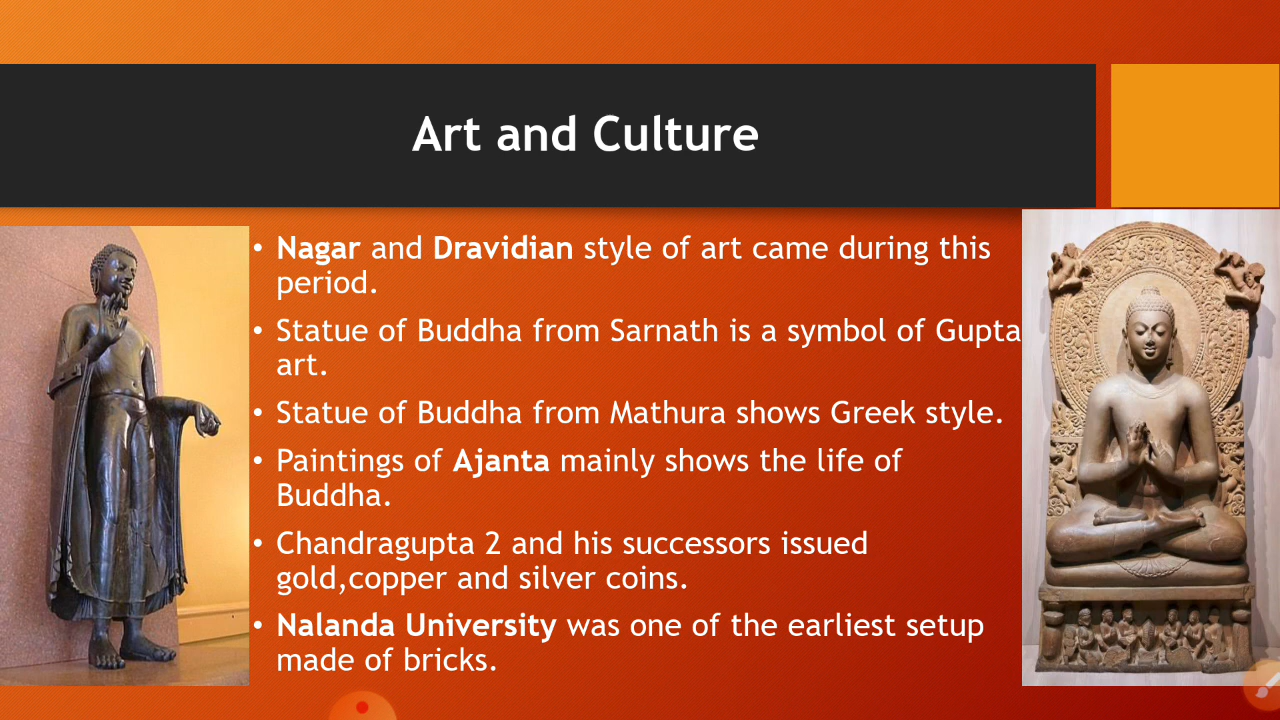 Art and Culture
• Nagar and Dravidian style of art came during this
period.
• Statue of Buddha from Sarnath is a symbol of Gupta
art.
• Statue of Buddha from Mathura shows Greek style.
• Paintings of Ajanta mainly shows the life of
Buddha.
• Chandragupta 2 and his successors issued
gold,copper and silver coins.
• Nalanda University was one of the earliest setup
made of bricks.